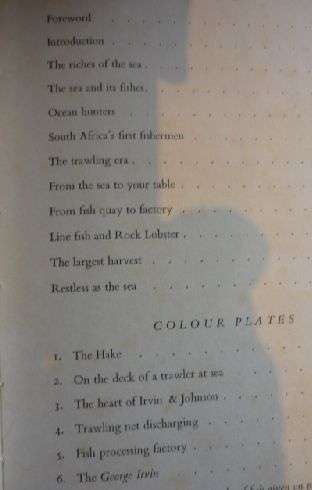 Foreword
Introduction
The riches of the sea
The sea and its fishes
Ocean hunters
South Africa's first fishermen
The trawling era
From the sea to your table
From fish quay to factory
Line fish and Rock Lobster
The largest harvest
Restless as the sea
COLOUR PLATES
1. The Hake
2. On the deck of a trawler at sea
3. The heart of Irvin & Johnson
4. Trawling net discharging
5. Fish processing factory
6. The George Irvin